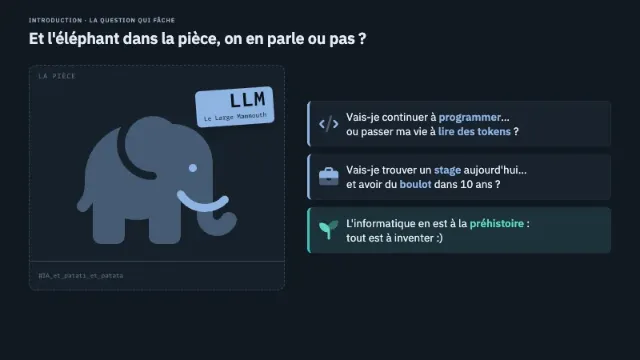 INTRODUCTION · LA QUESTION QUI FÂCHE
Et l'éléphant dans la pièce, on en parle ou pas ?
LA PIÈCE
LLM
Le Large Mammouth
Vais-je continuer à programmer...
ou passer ma vie à lire des tokens ?
Vais-je trouver un stage aujourd'hui...
et avoir du boulot dans 10 ans ?
L'informatique en est à la préhistoire :
tout est à inventer :)
@IA_et_patati_et_patata